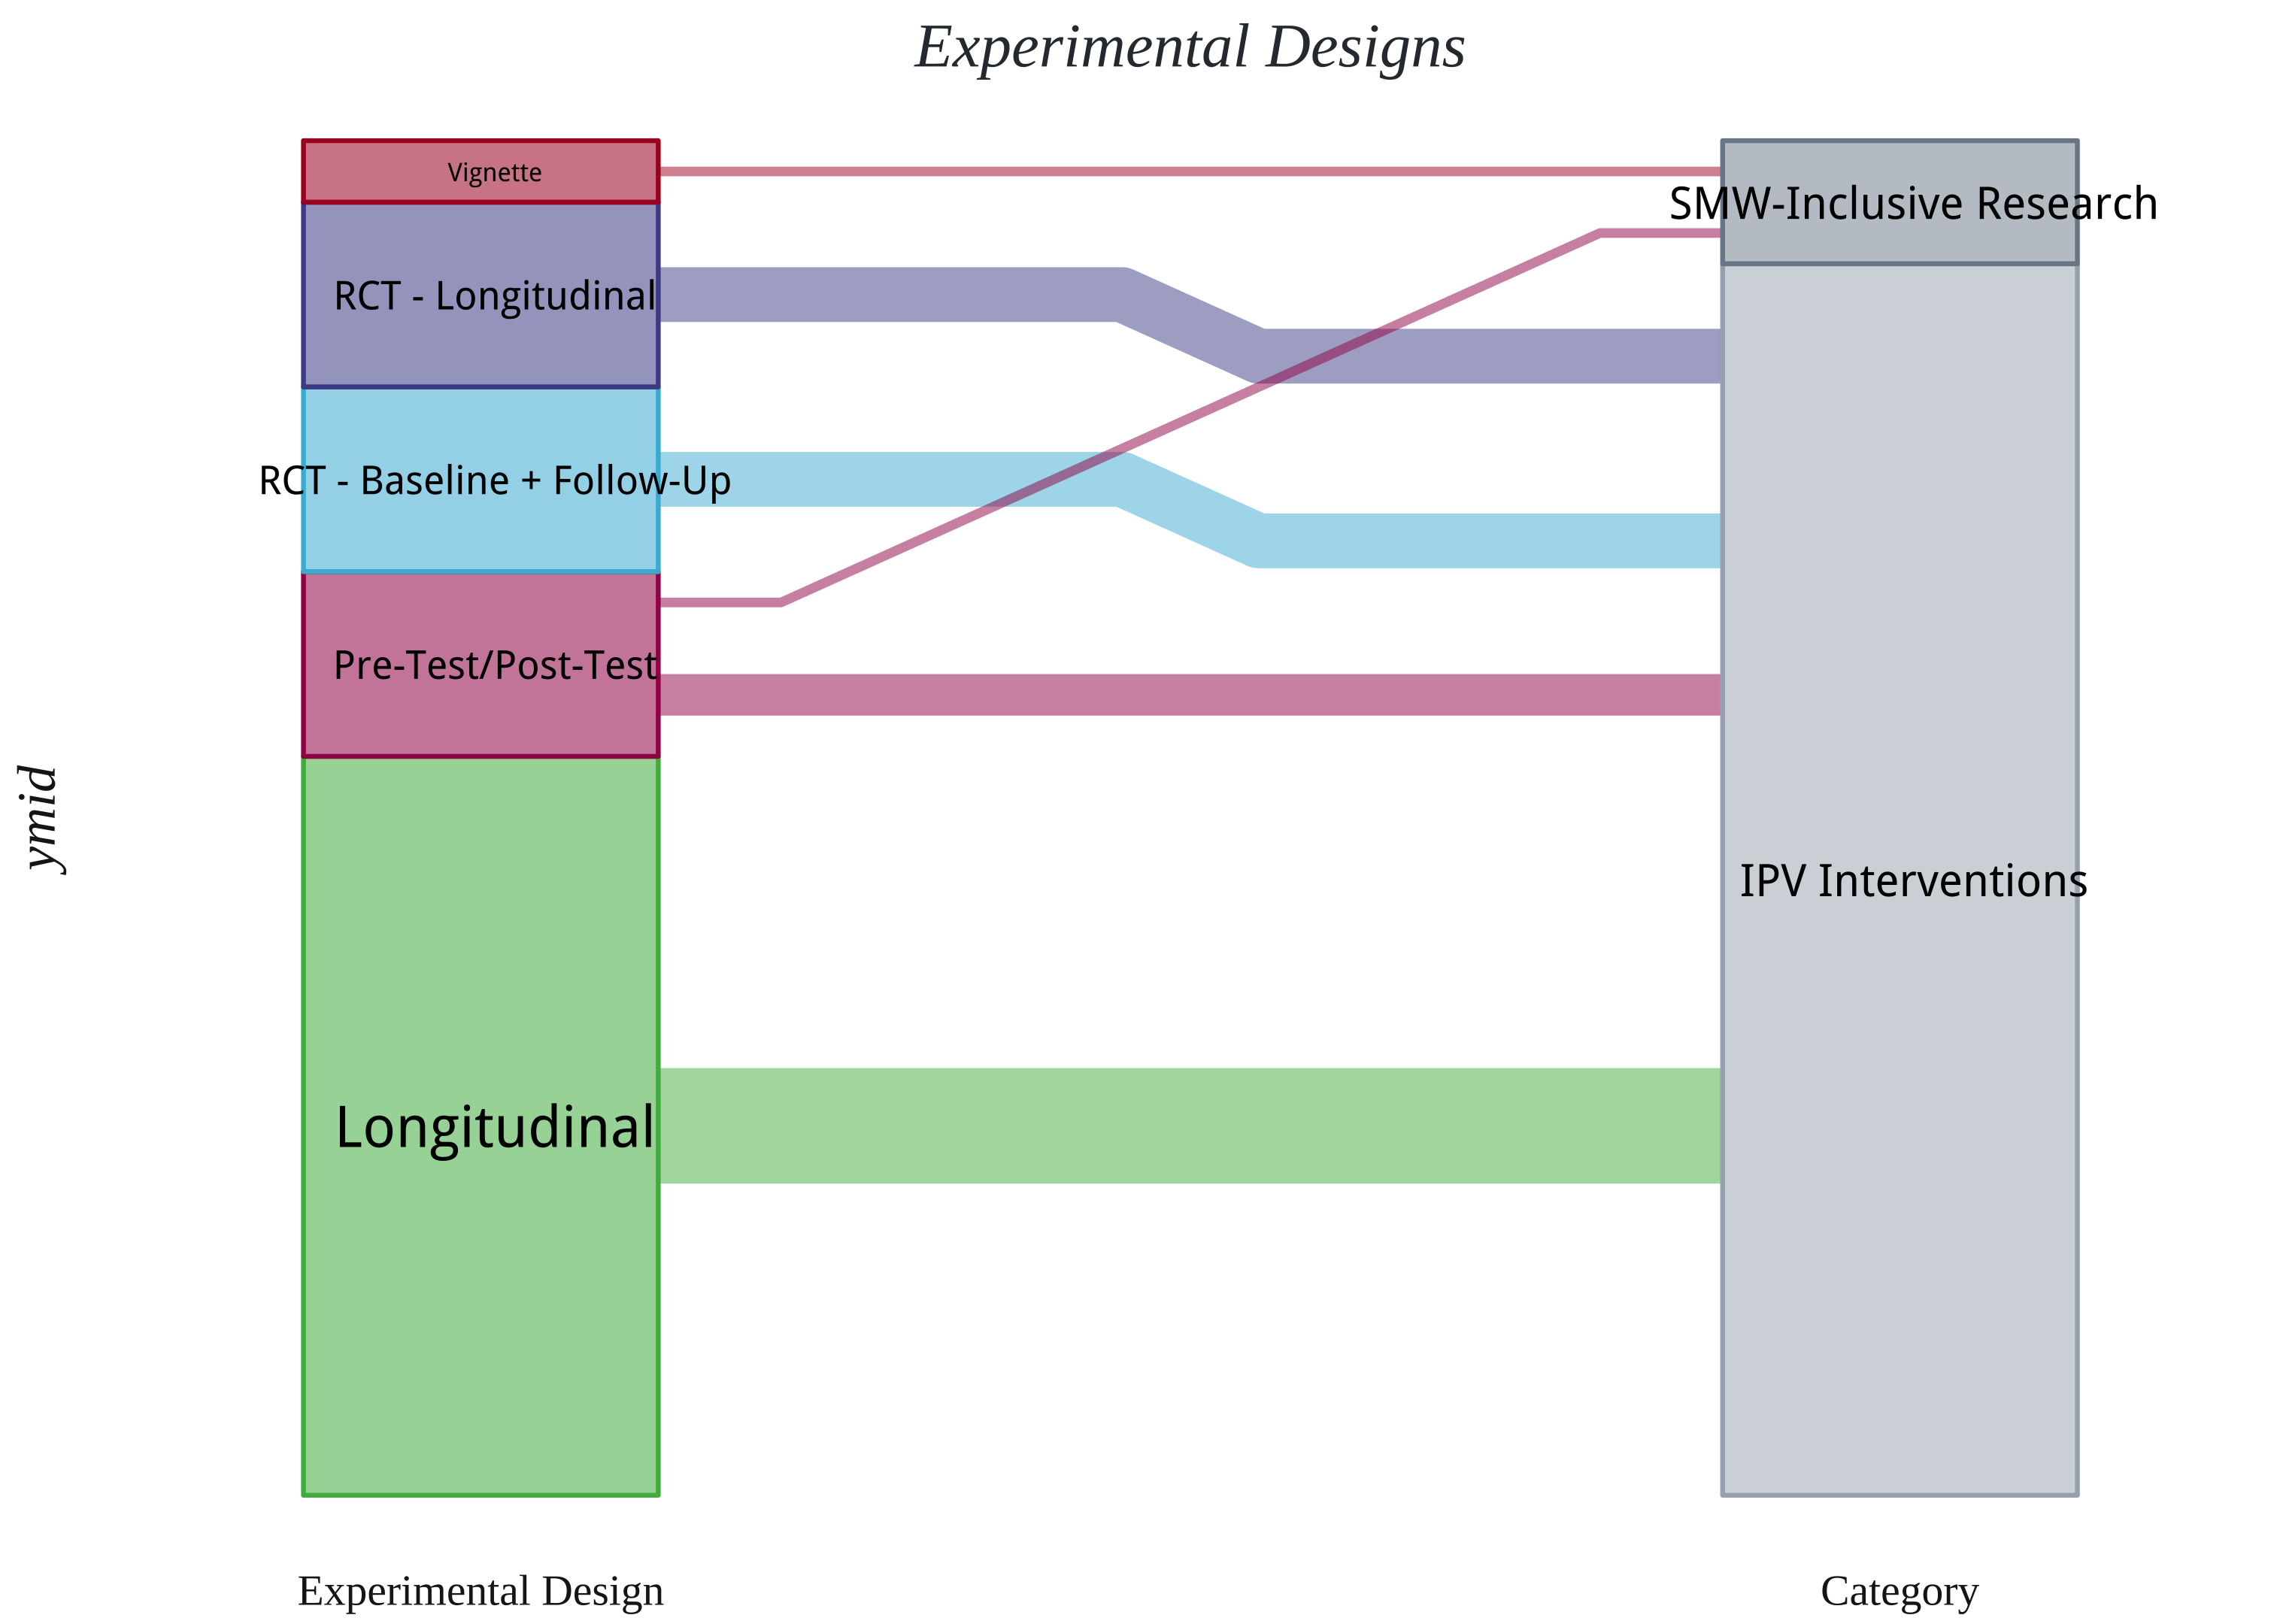 Experimental Designs
Vignette
SMW-Inclusive Research
RCT - Longitudinal
RCT - Baseline + Follow-Up
Pre-Test/Post-Test
ymid
IPV Interventions
Longitudinal
Experimental Design
Category